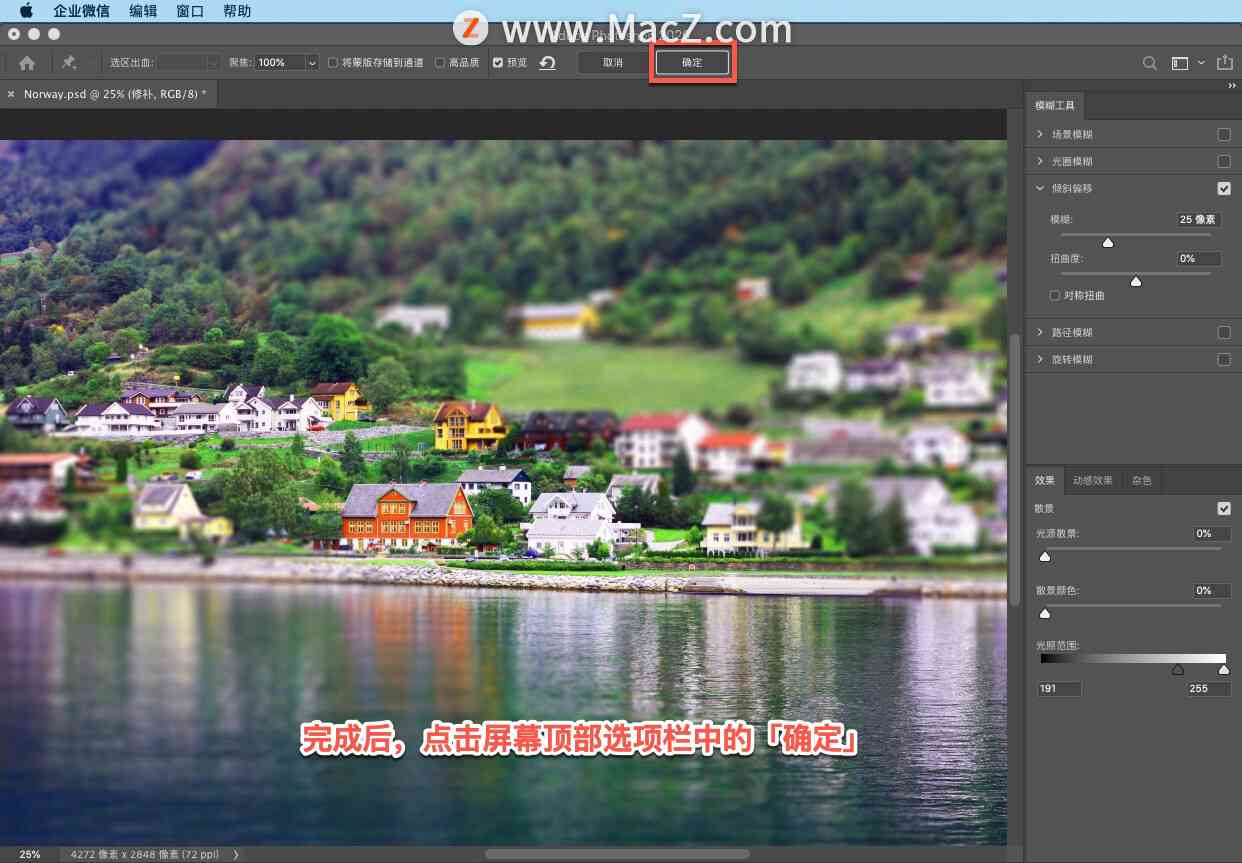 企业微信 编辑 窗口 帮助
Z www.MacZ.com
选区出血: 聚焦: 100% 将蒙版存储到通道 高品质 预览 取消 确定
× Norway.psd @ 25% (修补, RGB/8) *
模糊工具
场景模糊
光圈模糊
倾斜偏移
模糊: 25 像素
扭曲度: 0%
对称扭曲
路径模糊
旋转模糊
效果 动感效果 杂色
散景
光源散景: 0%
散景颜色: 0%
光照范围:
191 255
完成后，点击屏幕顶部选项栏中的「确定」
25% 4272 像素 x 2848 像素 (72 ppi)